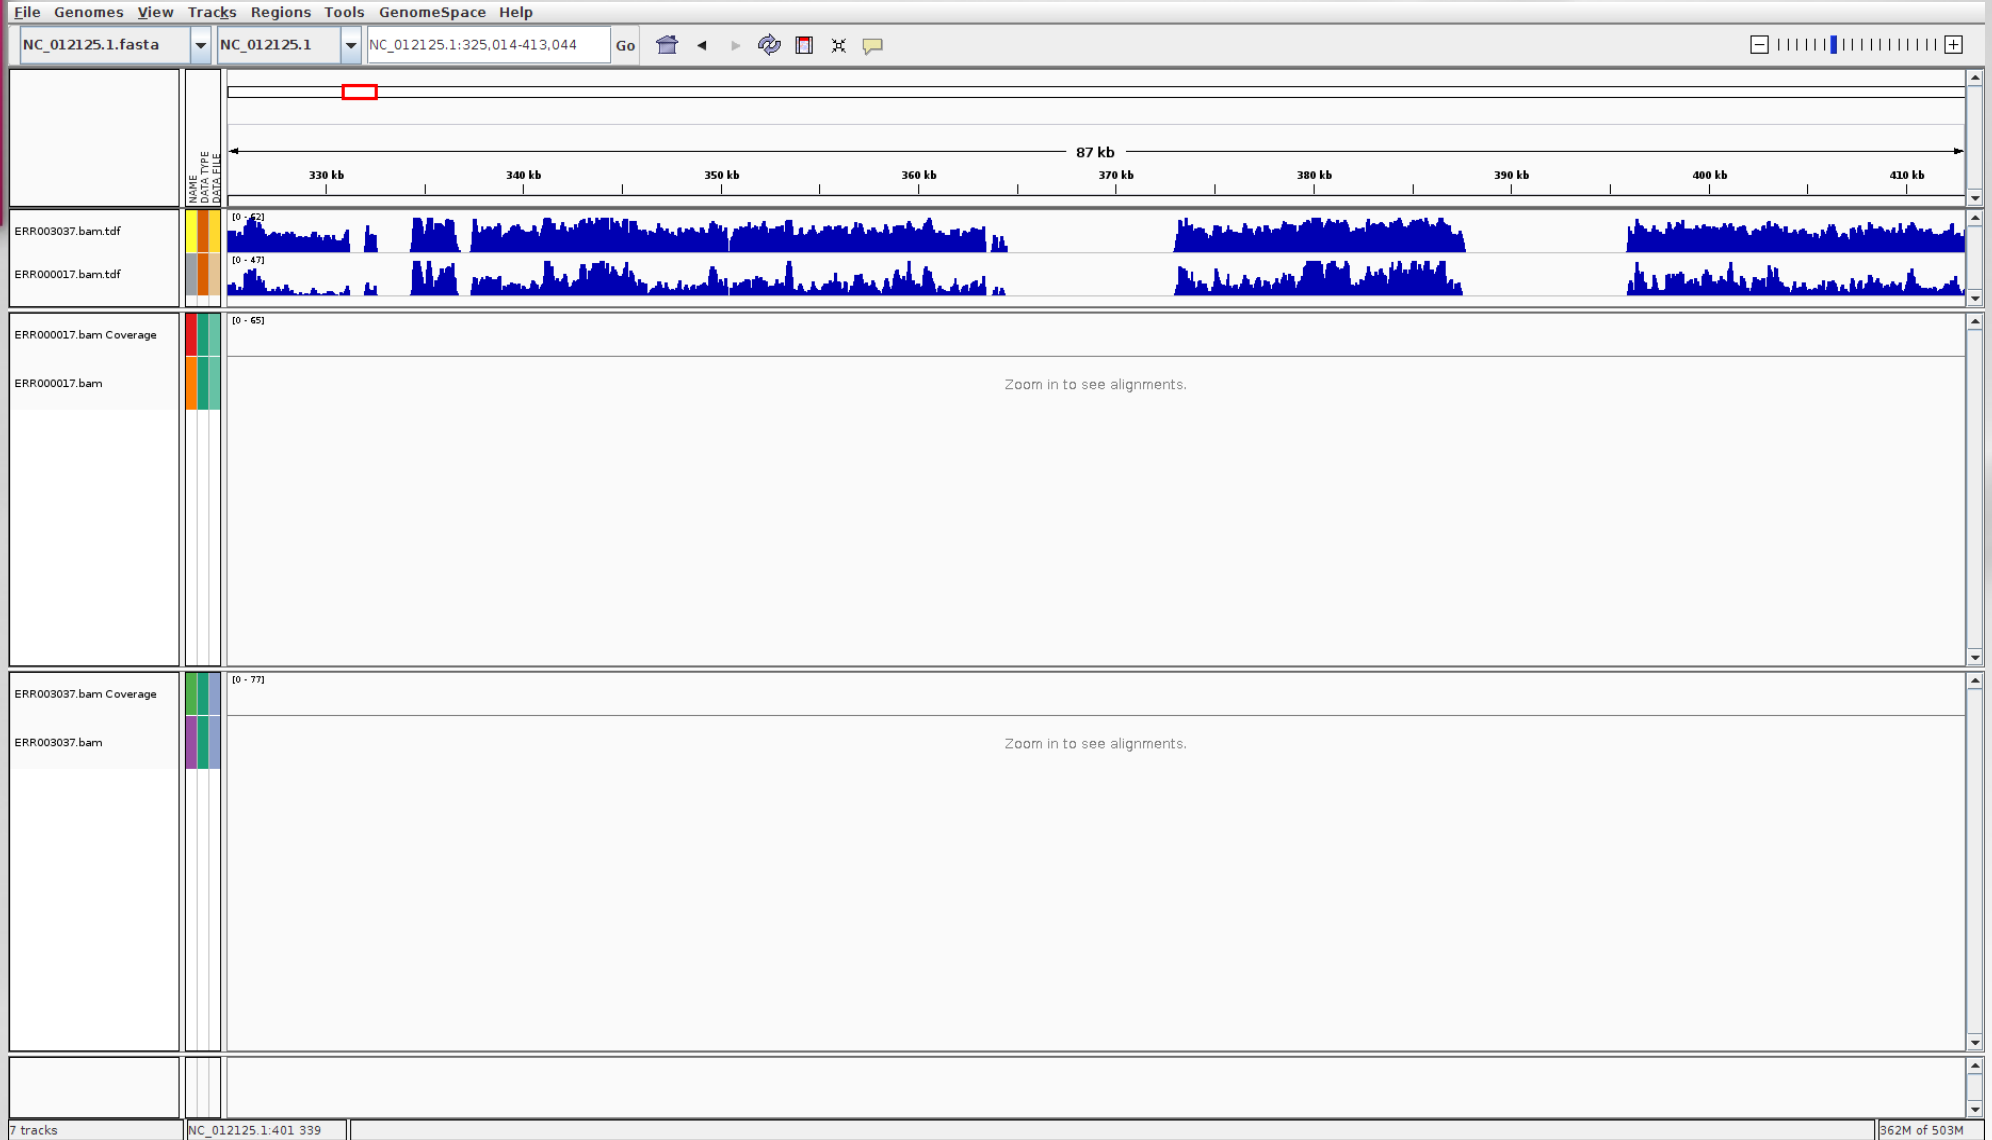 File Genomes View Tracks Regions Tools GenomeSpace Help
NC_012125.1.fasta NC_012125.1 NC_012125.1:325,014-413,044 Go
NAME
DATA TYPE
DATA FILE
87 kb
330 kb 340 kb 350 kb 360 kb 370 kb 380 kb 390 kb 400 kb 410 kb
ERR003037.bam.tdf [0 - 62]
ERR000017.bam.tdf [0 - 47]
ERR000017.bam Coverage [0 - 65]
ERR000017.bam Zoom in to see alignments.
ERR003037.bam Coverage [0 - 77]
ERR003037.bam Zoom in to see alignments.
7 tracks NC_012125.1:401 339 362M of 503M